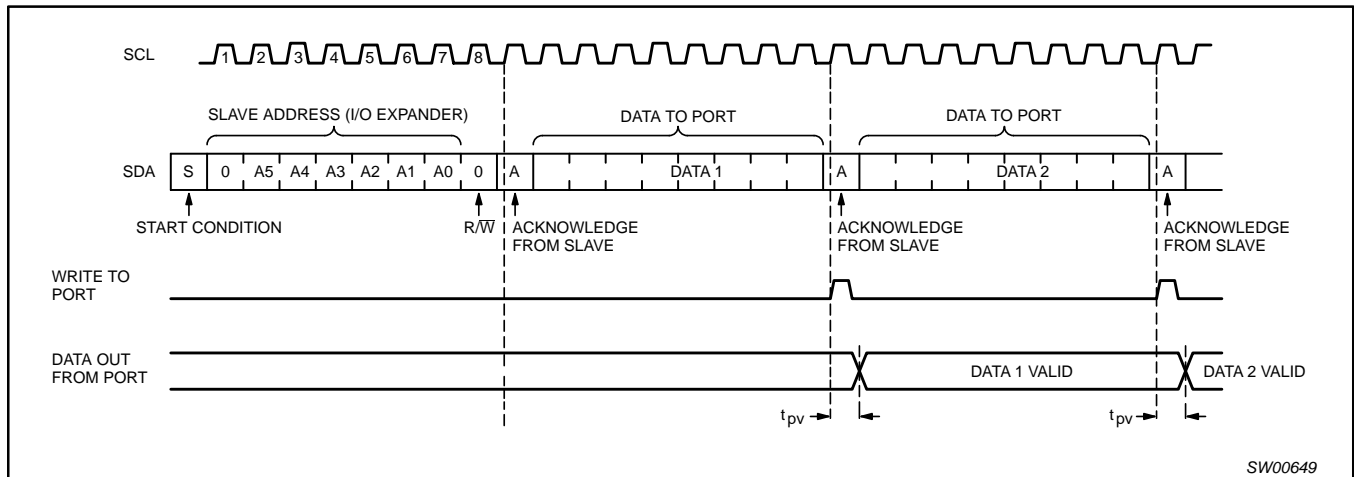 SCL 1 2 3 4 5 6 7 8
SLAVE ADDRESS (I/O EXPANDER) DATA TO PORT DATA TO PORT
SDA S 0 A5 A4 A3 A2 A1 A0 0 A DATA 1 A DATA 2 A
START CONDITION R/W̅ ACKNOWLEDGE FROM SLAVE ACKNOWLEDGE FROM SLAVE ACKNOWLEDGE FROM SLAVE
WRITE TO
PORT
DATA OUT
FROM PORT DATA 1 VALID DATA 2 VALID
tpv tpv
SW00649